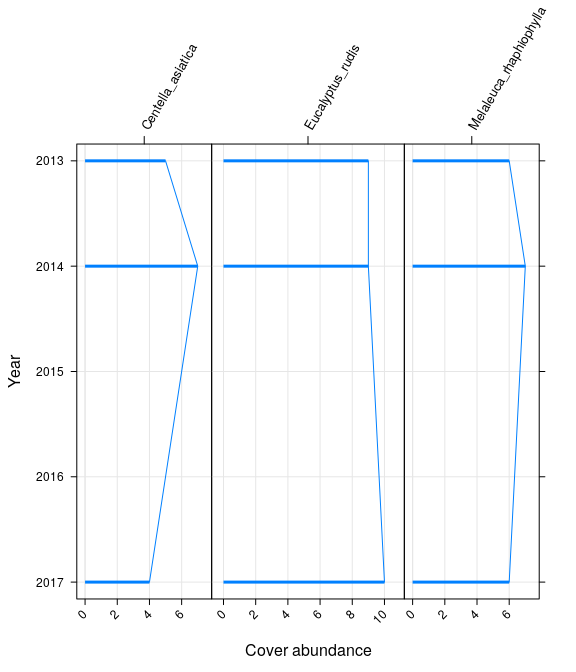 Centella_asiatica
Eucalyptus_rudis
Melaleuca_rhaphiophylla
2013
2014
2015
2016
2017
Year
0 2 4 6 0 2 4 6 8 10 0 2 4 6
Cover abundance